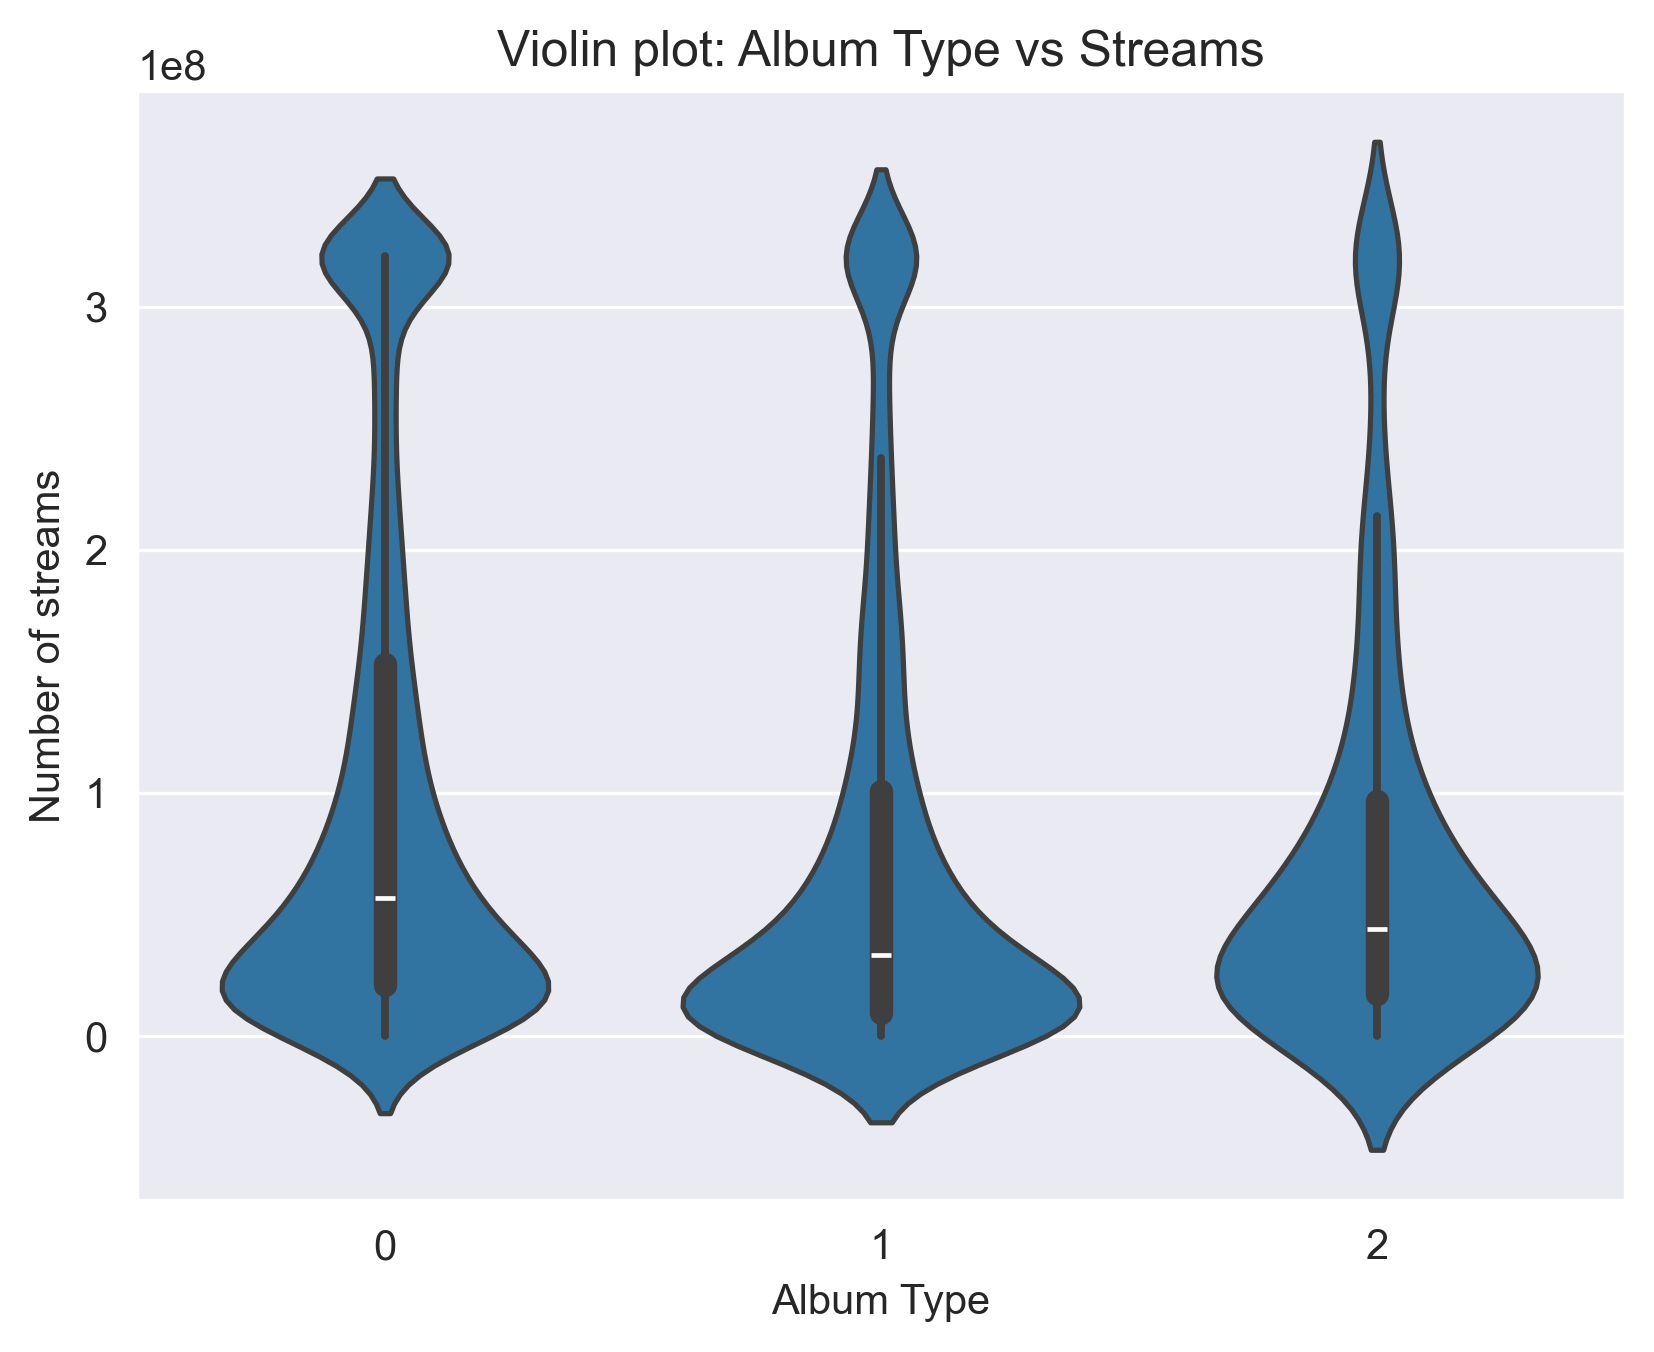 Violin plot: Album Type vs Streams
1e8
3
2
1
0
Number of streams
0 1 2
Album Type